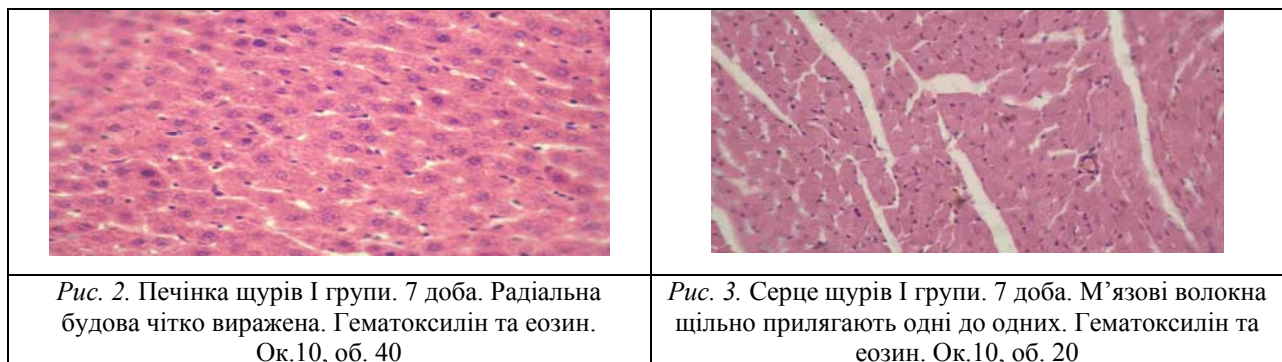 Рис. 2. Печінка щурів І групи. 7 доба. Радіальна
будова чітко виражена. Гематоксилін та еозин.
Ок.10, об. 40
Рис. 3. Серце щурів І групи. 7 доба. М’язові волокна
щільно прилягають одні до одних. Гематоксилін та
еозин. Ок.10, об. 20